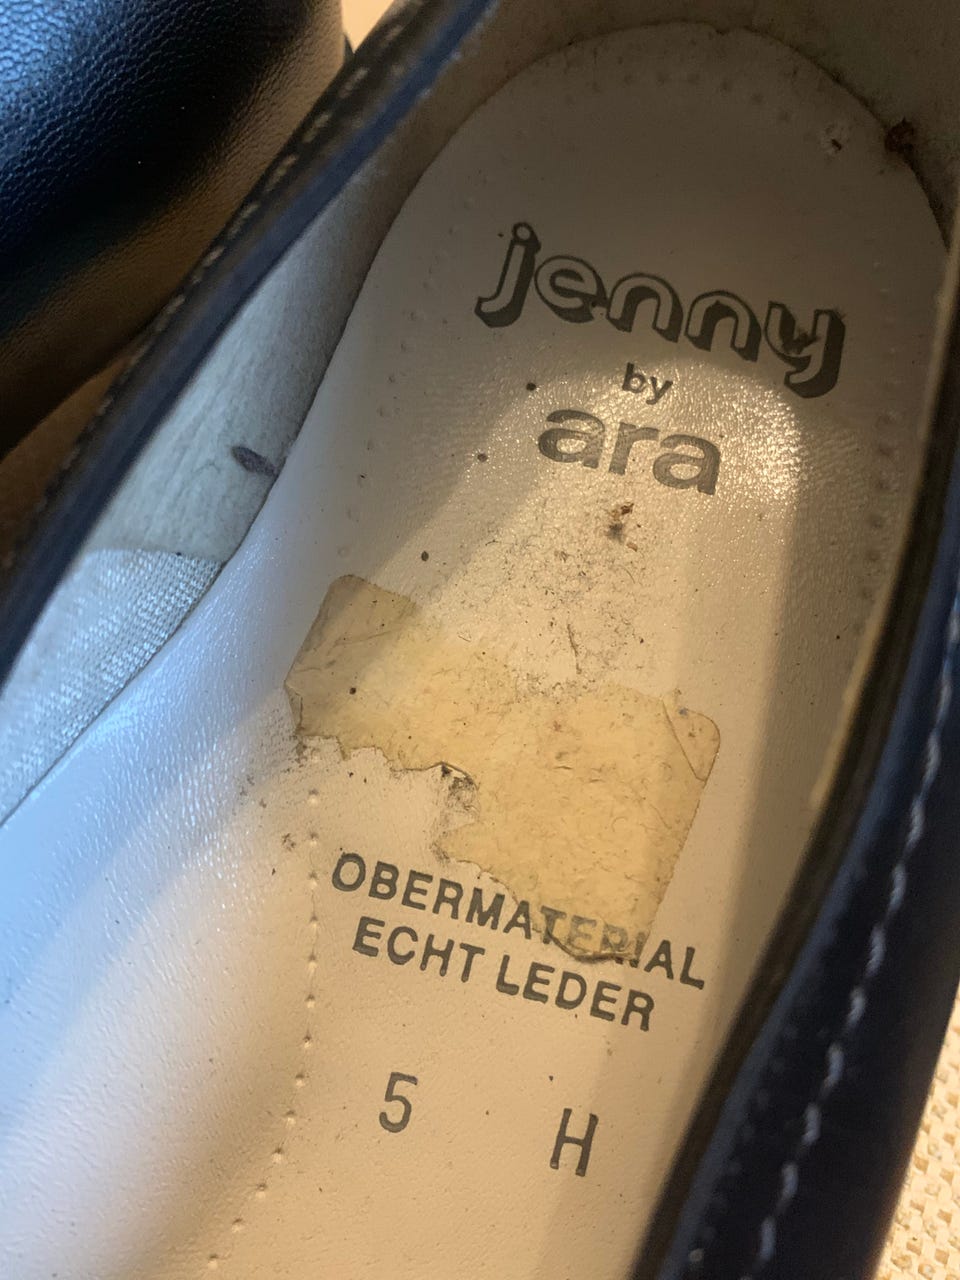 jenny
by
ara
OBERMATERIAL
ECHT LEDER
5 H